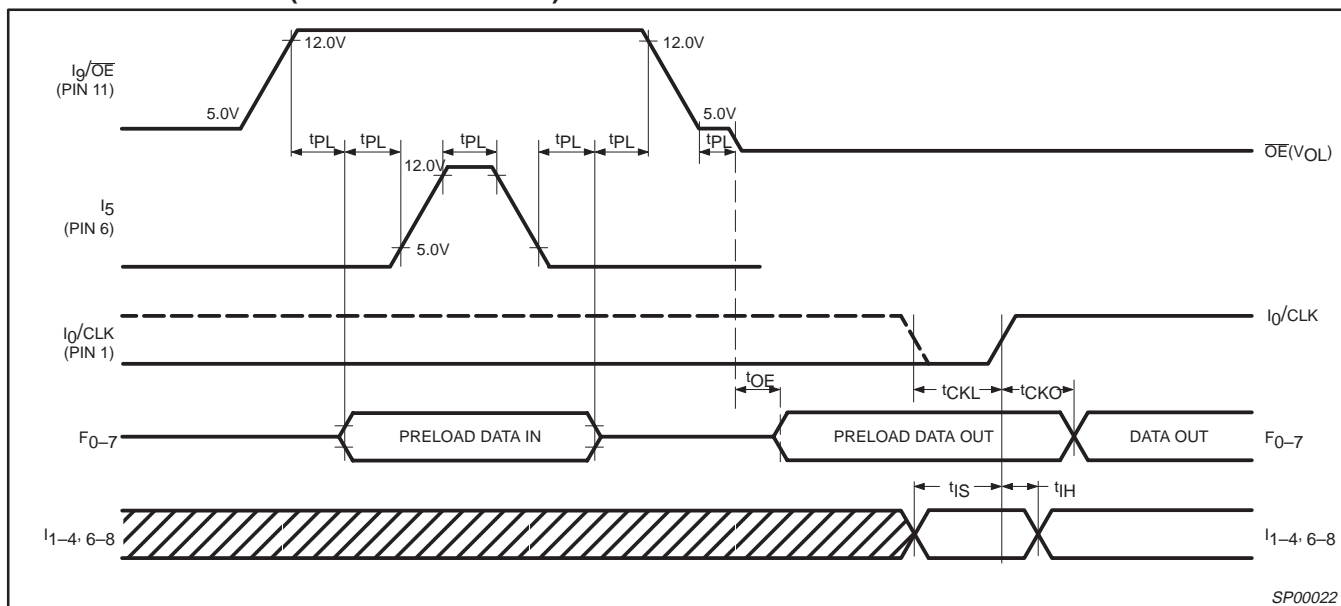 I9/OE
(PIN 11)
5.0V
12.0V
12.0V
5.0V
tPL
tPL
tPL
tPL
tPL
tPL
OE(VOL)
I5
(PIN 6)
12.0V
5.0V
I0/CLK
(PIN 1)
I0/CLK
tOE
tCKL
tCKO
F0–7
PRELOAD DATA IN
PRELOAD DATA OUT
DATA OUT
F0–7
tIS
tIH
I1–4, 6–8
I1–4, 6–8
SP00022